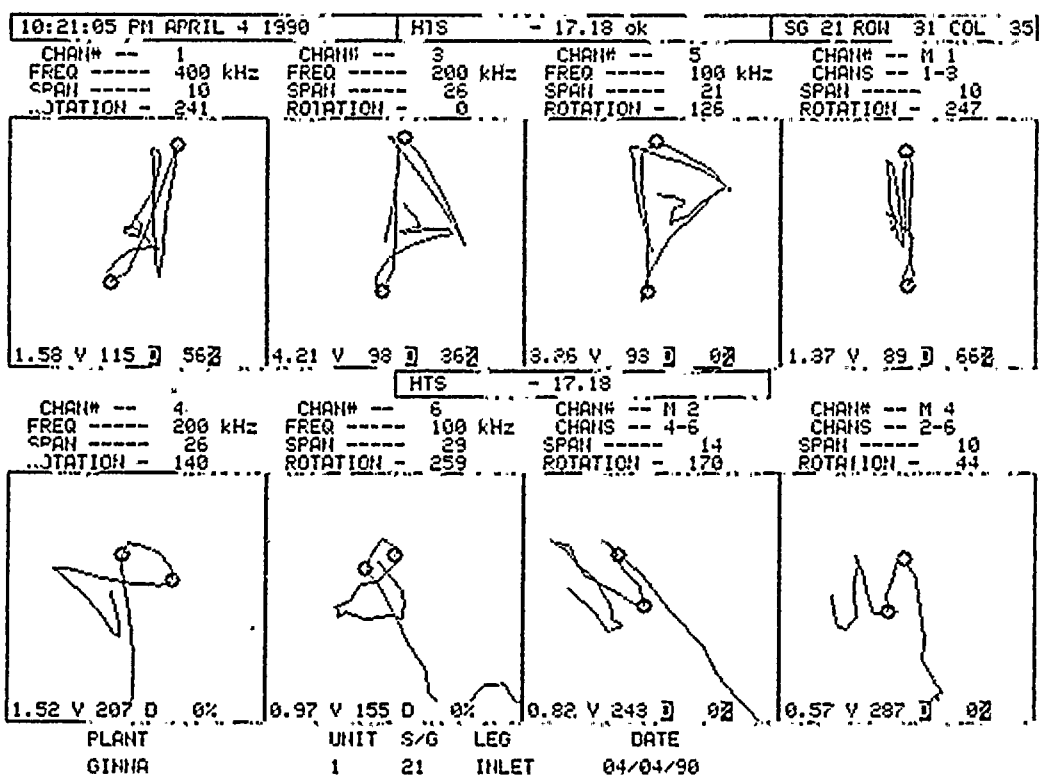 10:21:05 PM APRIL 4 1990 HTS - 17.18 ok SG 21 ROW 31 COL 35
CHAN# -- 1 CHAN# -- 3 CHAN# -- 5 CHAN# -- M 1
FREQ ----- 400 kHz FREQ ----- 200 kHz FREQ ----- 100 kHz CHANS -- 1-3
SPAN ----- 10 SPAN ----- 26 SPAN ----- 21 SPAN ----- 10
ROTATION - 241 ROTATION - 0 ROTATION - 126 ROTATION - 247
1.58 V 115 D 56% 4.21 V 98 D 36% 3.26 V 93 D 0% 1.37 V 89 D 66%
HTS - 17.18
CHAN# -- 4 CHAN# -- 6 CHAN# -- M 2 CHAN# -- M 4
FREQ ----- 200 kHz FREQ ----- 100 kHz CHANS -- 4-6 CHANS -- 2-6
SPAN ----- 26 SPAN ----- 29 SPAN ----- 14 SPAN ----- 10
ROTATION - 140 ROTATION - 259 ROTATION - 170 ROTATION - 44
1.52 V 207 D 0% 0.97 V 155 D 0% 0.82 V 243 D 0% 0.57 V 287 D 0%
PLANT UNIT S/G LEG DATE
GINNA 1 21 INLET 04/04/90